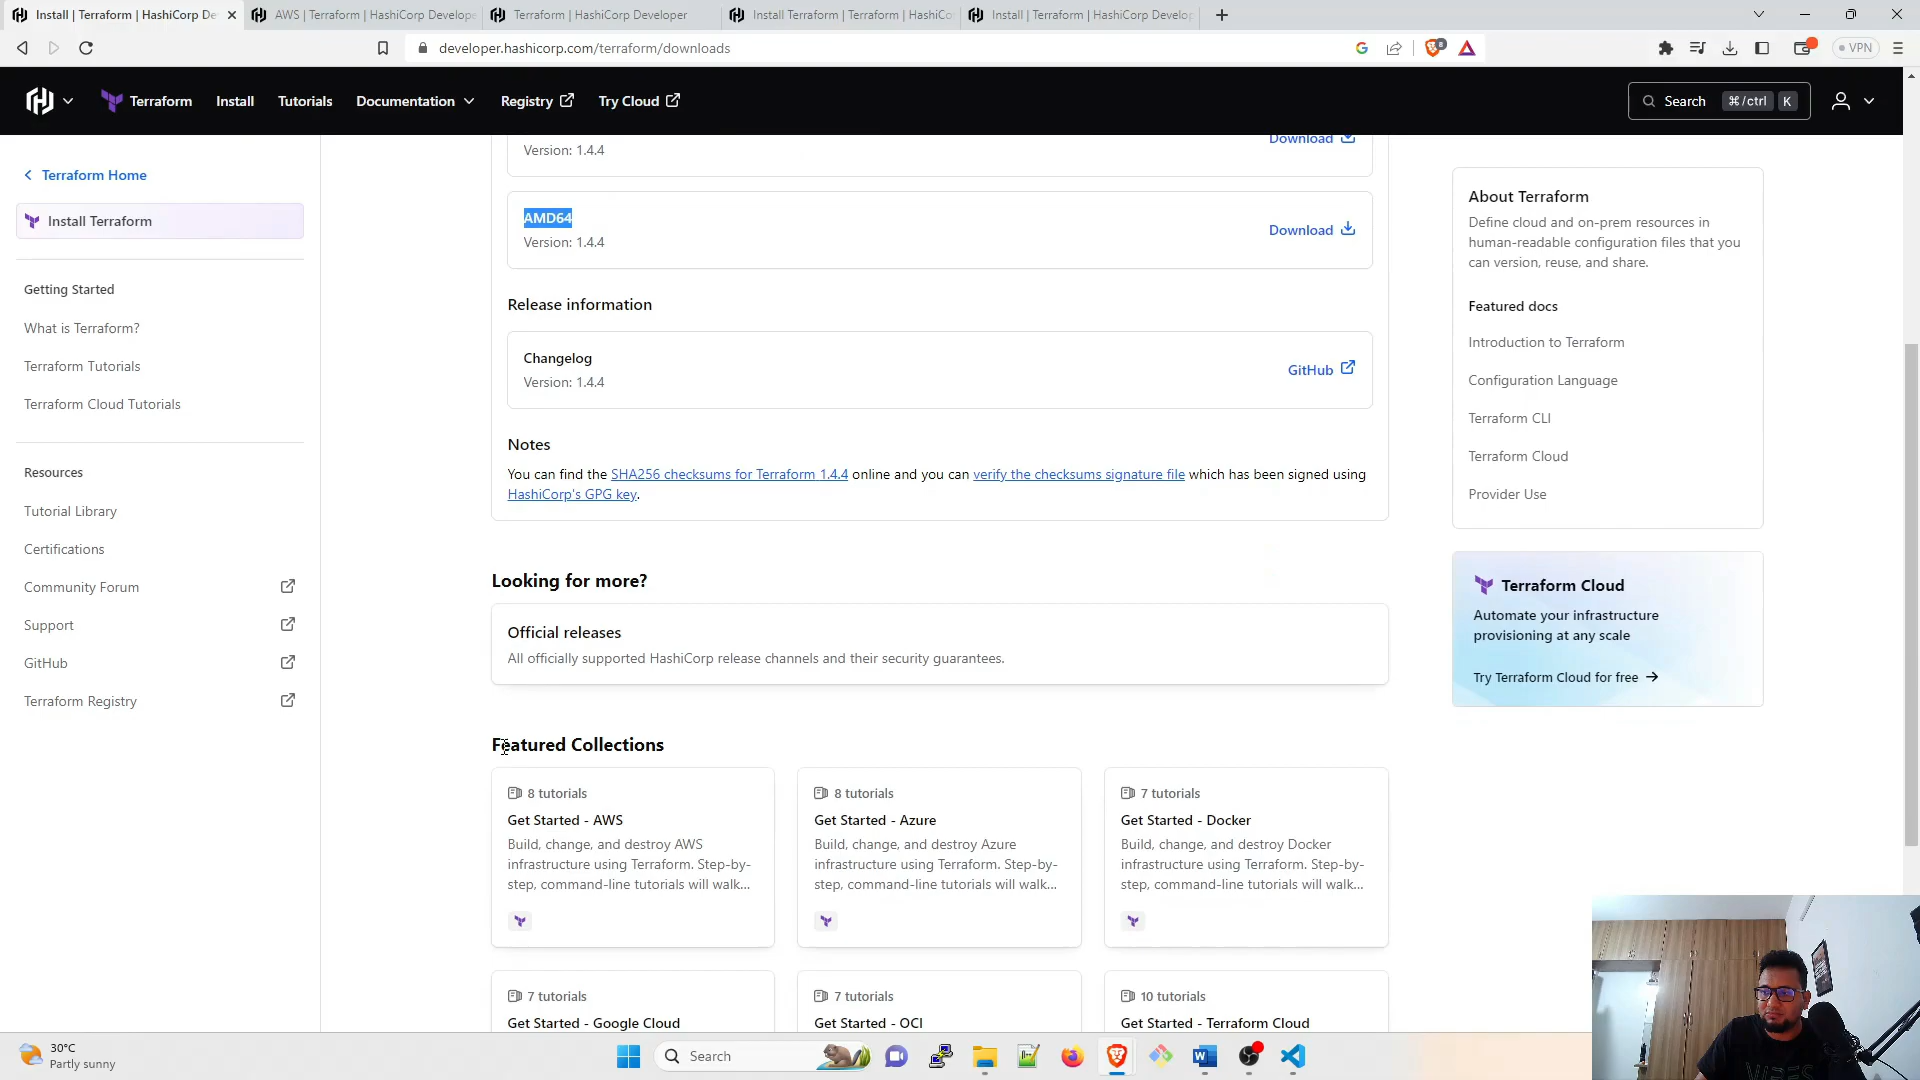 Install | Terraform | HashiCorp De
AWS | Terraform | HashiCorp Develope
Terraform | HashiCorp Developer
Install Terraform | Terraform | HashiCo
Install | Terraform | HashiCorp Develop
developer.hashicorp.com/terraform/downloads
VPN
Terraform
Install
Tutorials
Documentation
Registry
Try Cloud
Search
⌘/ctrl
K
Terraform Home
Install Terraform
Getting Started
What is Terraform?
Terraform Tutorials
Terraform Cloud Tutorials
Resources
Tutorial Library
Certifications
Community Forum
Support
GitHub
Terraform Registry
Version: 1.4.4
Download
AMD64
Version: 1.4.4
Download
Release information
Changelog
Version: 1.4.4
GitHub
Notes
You can find the SHA256 checksums for Terraform 1.4.4 online and you can verify the checksums signature file which has been signed using
HashiCorp's GPG key.
Looking for more?
Official releases
All officially supported HashiCorp release channels and their security guarantees.
Featured Collections
8 tutorials
Get Started - AWS
Build, change, and destroy AWS
infrastructure using Terraform. Step-by-
step, command-line tutorials will walk...
8 tutorials
Get Started - Azure
Build, change, and destroy Azure
infrastructure using Terraform. Step-by-
step, command-line tutorials will walk...
7 tutorials
Get Started - Docker
Build, change, and destroy Docker
infrastructure using Terraform. Step-by-
step, command-line tutorials will walk...
7 tutorials
Get Started - Google Cloud
7 tutorials
Get Started - OCI
10 tutorials
Get Started - Terraform Cloud
About Terraform
Define cloud and on-prem resources in
human-readable configuration files that you
can version, reuse, and share.
Featured docs
Introduction to Terraform
Configuration Language
Terraform CLI
Terraform Cloud
Provider Use
Terraform Cloud
Automate your infrastructure
provisioning at any scale
Try Terraform Cloud for free
30°C
Partly sunny
Search